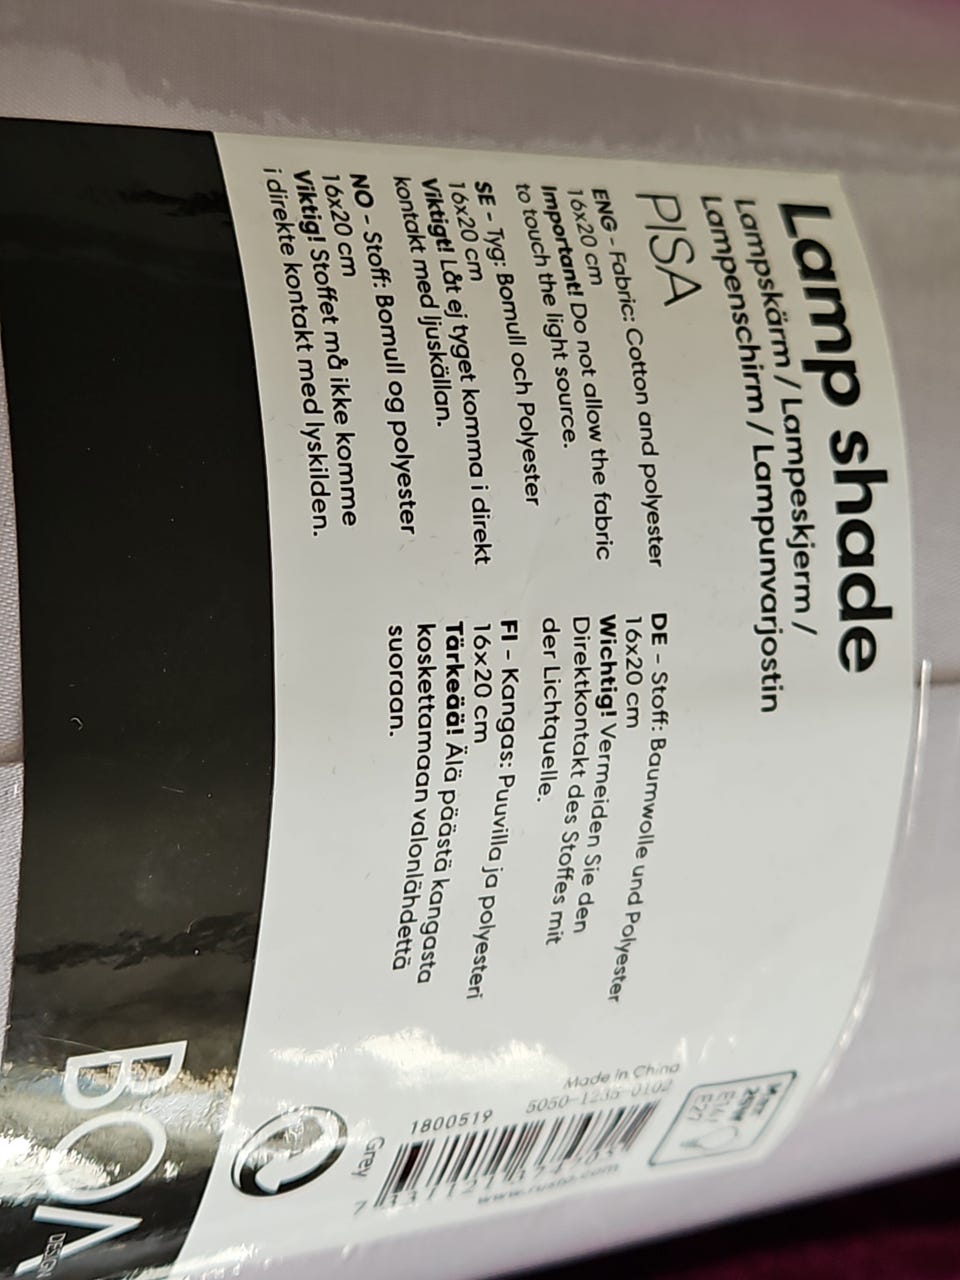 Lamp shade
Lampskärm / Lampeskjerm /
Lampenschirm / Lampunvarjostin
PISA
ENG - Fabric: Cotton and polyester
16x20 cm
Important! Do not allow the fabric
to touch the light source.
SE - Tyg: Bomull och Polyester
16x20 cm
Viktigt! Låt ej tyget komma i direkt
kontakt med ljuskällan.
NO - Stoff: Bomull og polyester
16x20 cm
Viktig! Stoffet må ikke komme
i direkte kontakt med lyskilden.
DE - Stoff: Baumwolle und Polyester
16x20 cm
Wichtig! Vermeiden Sie den
Direktkontakt des Stoffes mit
der Lichtquelle.
FI - Kangas: Puuvilla ja polyesteri
16x20 cm
Tärkeää! Älä päästä kangasta
koskettamaan valonlähdettä
suoraan.
Max
E14/
E27
Made in China
5050-1235-0102
1800519
Grey
BOA
DESIGN